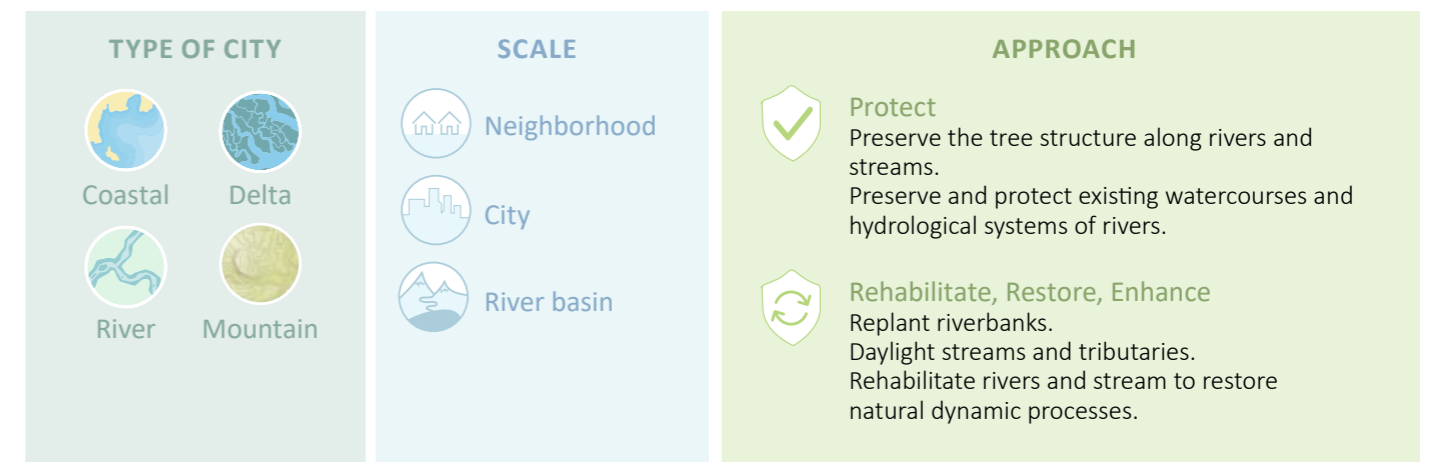 TYPE OF CITY
Coastal
Delta
River
Mountain
SCALE
Neighborhood
City
River basin
APPROACH
Protect
Preserve the tree structure along rivers and
streams.
Preserve and protect existing watercourses and
hydrological systems of rivers.
Rehabilitate, Restore, Enhance
Replant riverbanks.
Daylight streams and tributaries.
Rehabilitate rivers and stream to restore
natural dynamic processes.